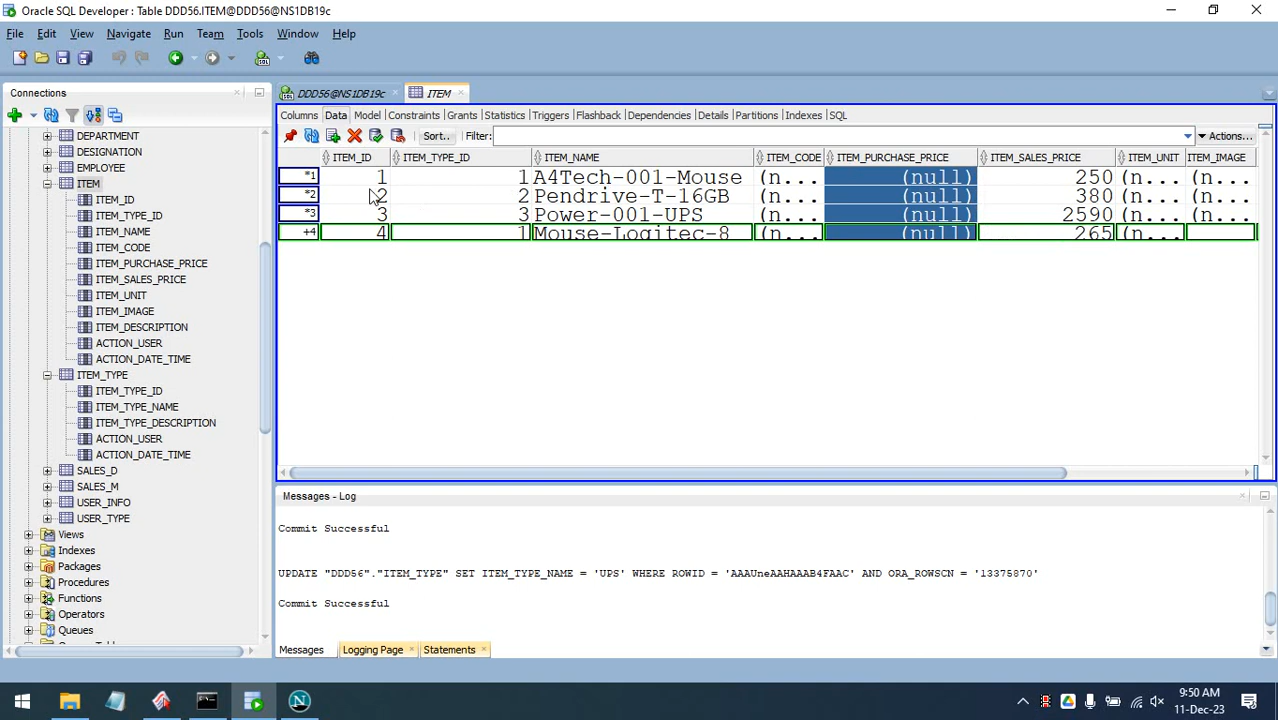 Oracle SQL Developer : Table DDD56.ITEM@DDD56@NS1DB19c
File Edit View Navigate Run Team Tools Window Help
Connections
DEPARTMENT
DESIGNATION
EMPLOYEE
ITEM
ITEM_ID
ITEM_TYPE_ID
ITEM_NAME
ITEM_CODE
ITEM_PURCHASE_PRICE
ITEM_SALES_PRICE
ITEM_UNIT
ITEM_IMAGE
ITEM_DESCRIPTION
ACTION_USER
ACTION_DATE_TIME
ITEM_TYPE
ITEM_TYPE_ID
ITEM_TYPE_NAME
ITEM_TYPE_DESCRIPTION
ACTION_USER
ACTION_DATE_TIME
SALES_D
SALES_M
USER_INFO
USER_TYPE
Views
Indexes
Packages
Procedures
Functions
Operators
Queues
DDD56@NS1DB19c ITEM
Columns Data Model Constraints Grants Statistics Triggers Flashback Dependencies Details Partitions Indexes SQL
Sort.. Filter: Actions...
ITEM_ID ITEM_TYPE_ID ITEM_NAME ITEM_CODE ITEM_PURCHASE_PRICE ITEM_SALES_PRICE ITEM_UNIT ITEM_IMAGE
*1 1 1 A4Tech-001-Mouse (n... (null) 250 (n... (n...
*2 2 2 Pendrive-T-16GB (n... (null) 380 (n... (n...
*3 3 3 Power-001-UPS (n... (null) 2590 (n... (n...
+4 4 1 Mouse-Logitec-8 (n... (null) 265 (n...
Messages - Log
Commit Successful
UPDATE "DDD56"."ITEM_TYPE" SET ITEM_TYPE_NAME = 'UPS' WHERE ROWID = 'AAAUneAAHAAAB4FAAC' AND ORA_ROWSCN = '13375870'
Commit Successful
Messages Logging Page Statements
9:50 AM
11-Dec-23